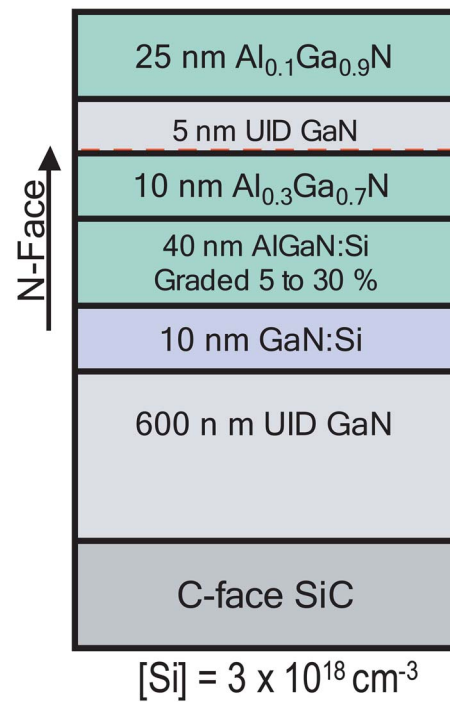 25 nm Al0.1Ga0.9N
5 nm UID GaN
10 nm Al0.3Ga0.7N
40 nm AlGaN:Si
Graded 5 to 30 %
10 nm GaN:Si
600 n m UID GaN
C-face SiC
N-Face
[Si] = 3 x 10¹⁸ cm⁻³